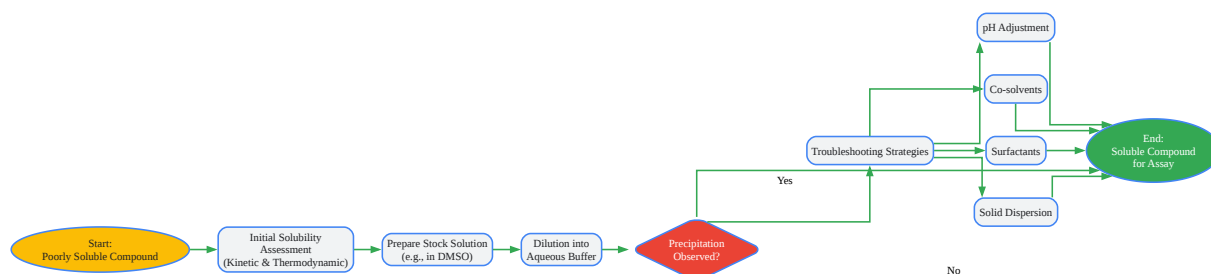 Start:
Poorly Soluble Compound
Initial Solubility
Assessment
(Kinetic & Thermodynamic)
Prepare Stock Solution
(e.g., in DMSO)
Dilution into
Aqueous Buffer
Precipitation
Observed?
Yes
No
Troubleshooting Strategies
pH Adjustment
Co-solvents
Surfactants
Solid Dispersion
End:
Soluble Compound
for Assay